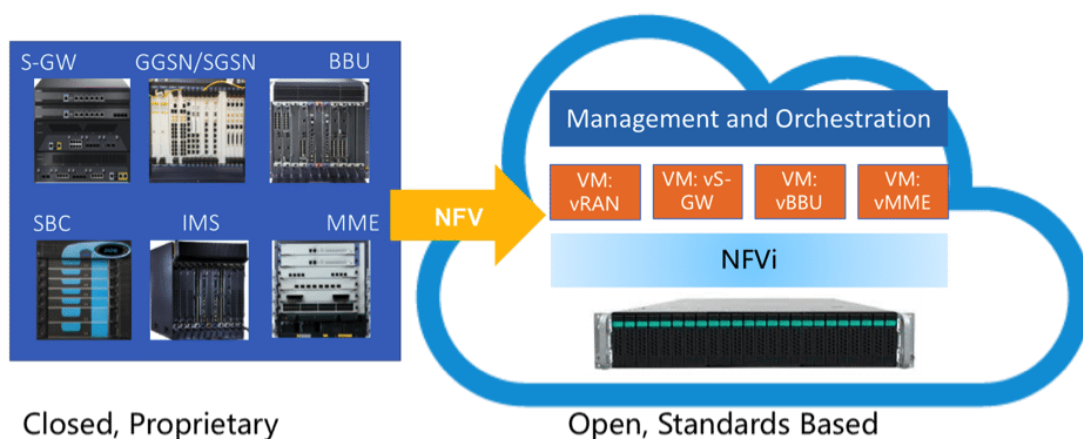 S-GW GGSN/SGSN BBU
SBC IMS MME
NFV
Management and Orchestration
VM:
vRAN
VM: vS-
GW
VM:
vBBU
VM:
vMME
NFVi
Closed, Proprietary
Open, Standards Based